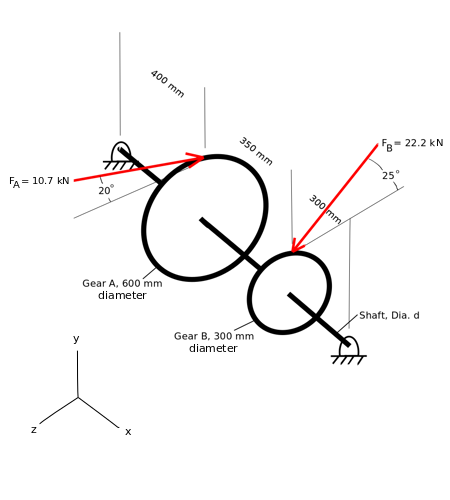 400 mm
350 mm
F_B = 22.2 kN
25°
F_A = 10.7 kN
20°
300 mm
Gear A, 600 mm
diameter
Shaft, Dia. d
Gear B, 300 mm
diameter
y
z
x